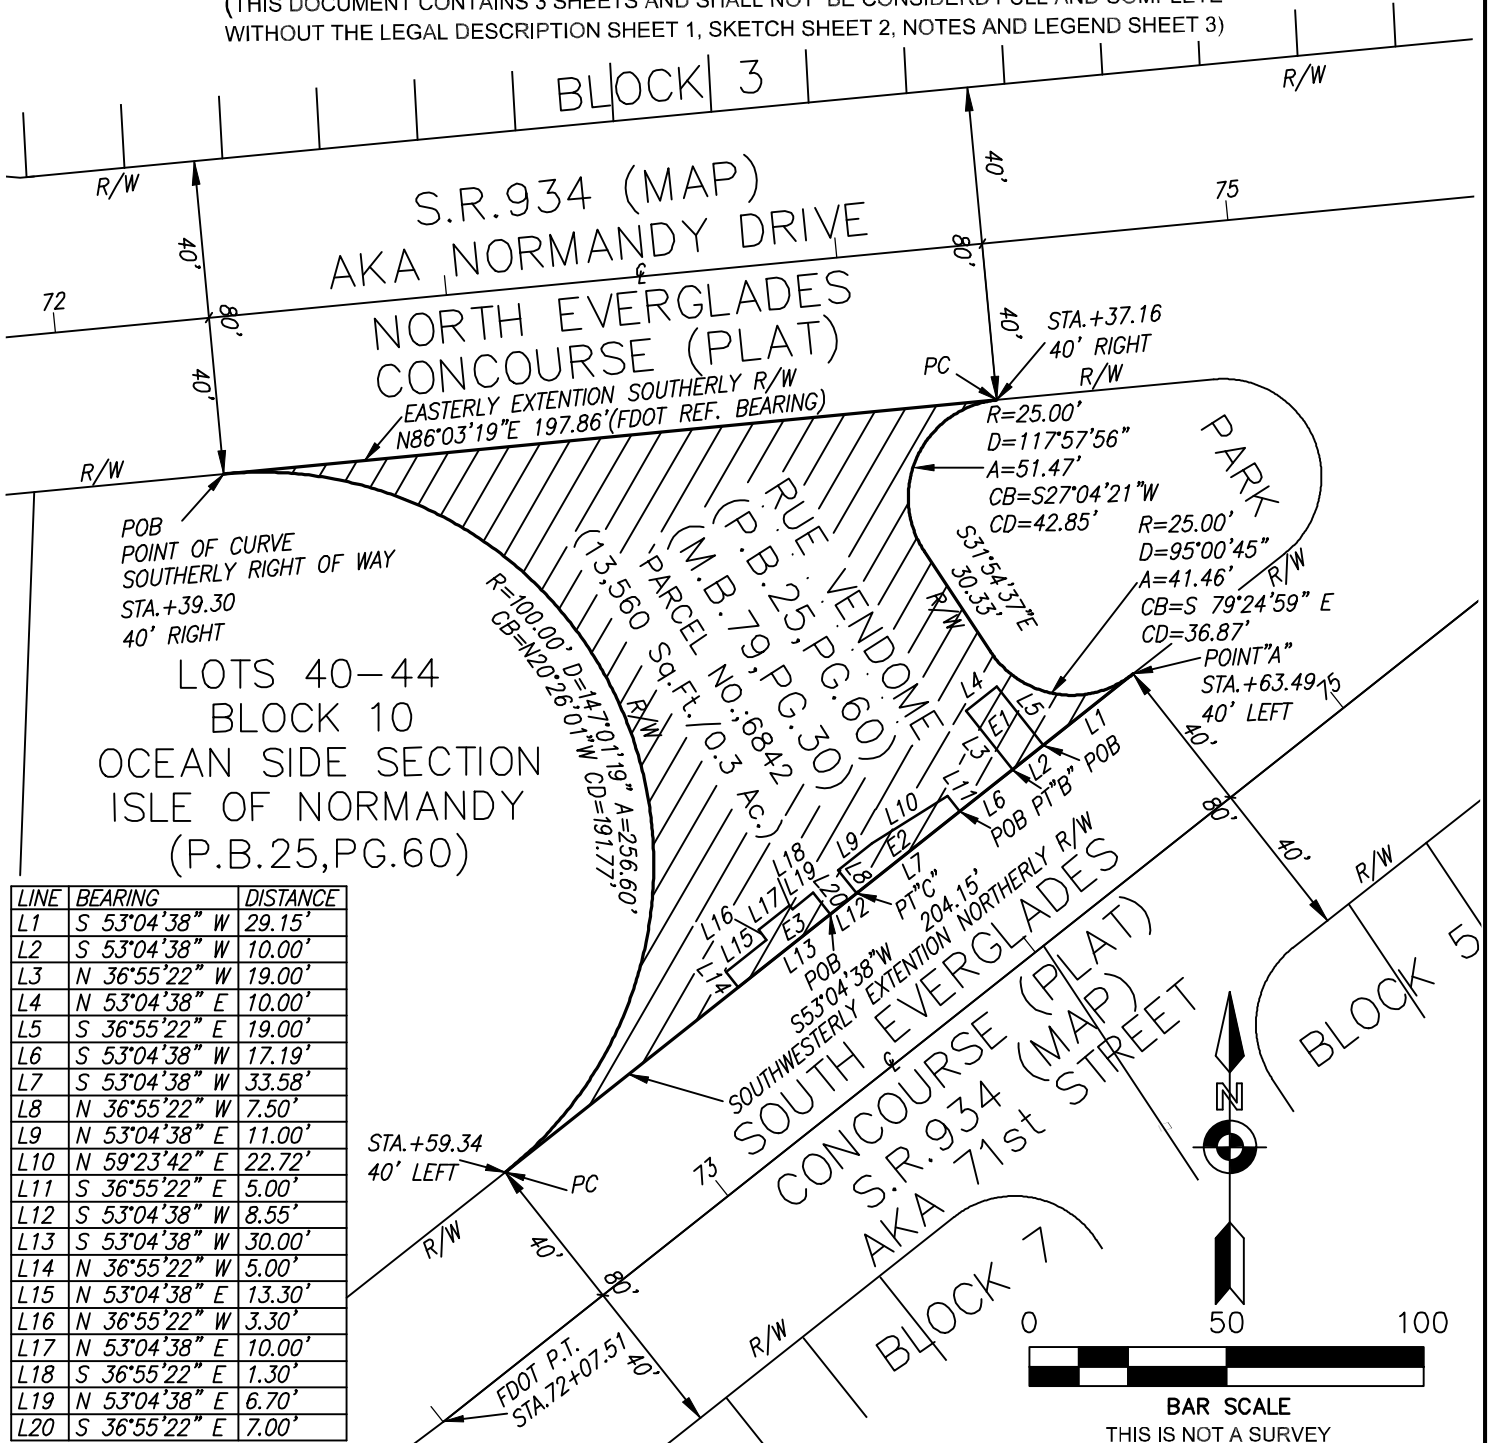 (THIS DOCUMENT CONTAINS 3 SHEETS AND SHALL NOT BE CONSIDERD FULL AND COMPLETE
WITHOUT THE LEGAL DESCRIPTION SHEET 1, SKETCH SHEET 2, NOTES AND LEGEND SHEET 3)
BLOCK 3
R/W
R/W
40'
40'
S.R.934 (MAP)
AKA NORMANDY DRIVE
75
40'
80'
72
80'
℄
NORTH EVERGLADES
CONCOURSE (PLAT)
40'
40'
STA.+37.16
40' RIGHT
PC
R/W
EASTERLY EXTENTION SOUTHERLY R/W
N86°03'19"E 197.86'(FDOT REF. BEARING)
R/W
R=25.00'
D=117°57'56"
A=51.47'
CB=S27°04'21"W
CD=42.85'
PARK
POB
POINT OF CURVE
SOUTHERLY RIGHT OF WAY
STA.+39.30
40' RIGHT
R=25.00'
D=95°00'45"
A=41.46'
CB=S 79°24'59" E
CD=36.87'
R/W
POINT"A"
STA.+63.49
40' LEFT
75
S31°54'37"E
30.33'
R/W
RUE VENDOME
(P.B.25,PG.60)
(M.B.79,PG.30)
PARCEL NO.;6842
(13,560 Sq.Ft./0.3 Ac.)
R=100.00' D=147°01'19" A=256.60'
CB=N20°26'01"W CD=191.77'
R/W
LOTS 40-44
BLOCK 10
OCEAN SIDE SECTION
ISLE OF NORMANDY
(P.B.25,PG.60)
L4
L5
E1
L3
L1
L2
POB
PT"B"
L6
POB
L11
L10
L9
E2
L8
L7
PT"C"
L12
L20
L19
L18
L17
L16
L15
E3
L14
L13
POB
40'
80'
40'
R/W
S53°04'38"W 204.15'
SOUTHWESTERLY EXTENTION NORTHERLY R/W
SOUTH EVERGLADES
CONCOURSE (PLAT)
℄
S.R.934 (MAP)
AKA 71st STREET
BLOCK 5
N
LINE BEARING DISTANCE
L1 S 53°04'38" W 29.15'
L2 S 53°04'38" W 10.00'
L3 N 36°55'22" W 19.00'
L4 N 53°04'38" E 10.00'
L5 S 36°55'22" E 19.00'
L6 S 53°04'38" W 17.19'
L7 S 53°04'38" W 33.58'
L8 N 36°55'22" W 7.50'
L9 N 53°04'38" E 11.00'
L10 N 59°23'42" E 22.72'
L11 S 36°55'22" E 5.00'
L12 S 53°04'38" W 8.55'
L13 S 53°04'38" W 30.00'
L14 N 36°55'22" W 5.00'
L15 N 53°04'38" E 13.30'
L16 N 36°55'22" W 3.30'
L17 N 53°04'38" E 10.00'
L18 S 36°55'22" E 1.30'
L19 N 53°04'38" E 6.70'
L20 S 36°55'22" E 7.00'
STA.+59.34
40' LEFT
PC
73
R/W
40'
80'
40'
FDOT P.T.
STA.72+07.51
R/W
BLOCK 7
0 50 100
BAR SCALE
THIS IS NOT A SURVEY